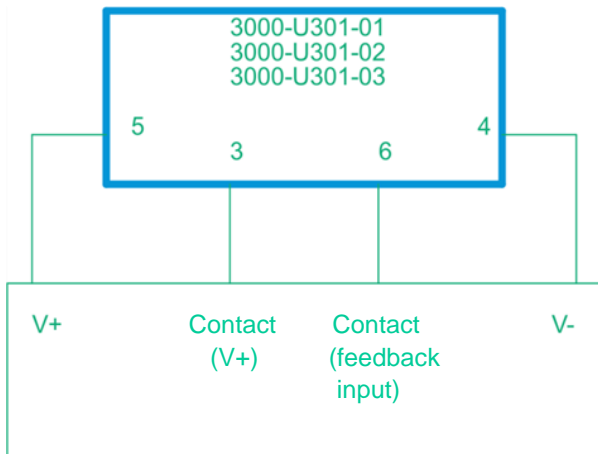 3000-U301-01
3000-U301-02
3000-U301-03
5
4
3
6
V+
Contact
(V+)
Contact
(feedback
input)
V-